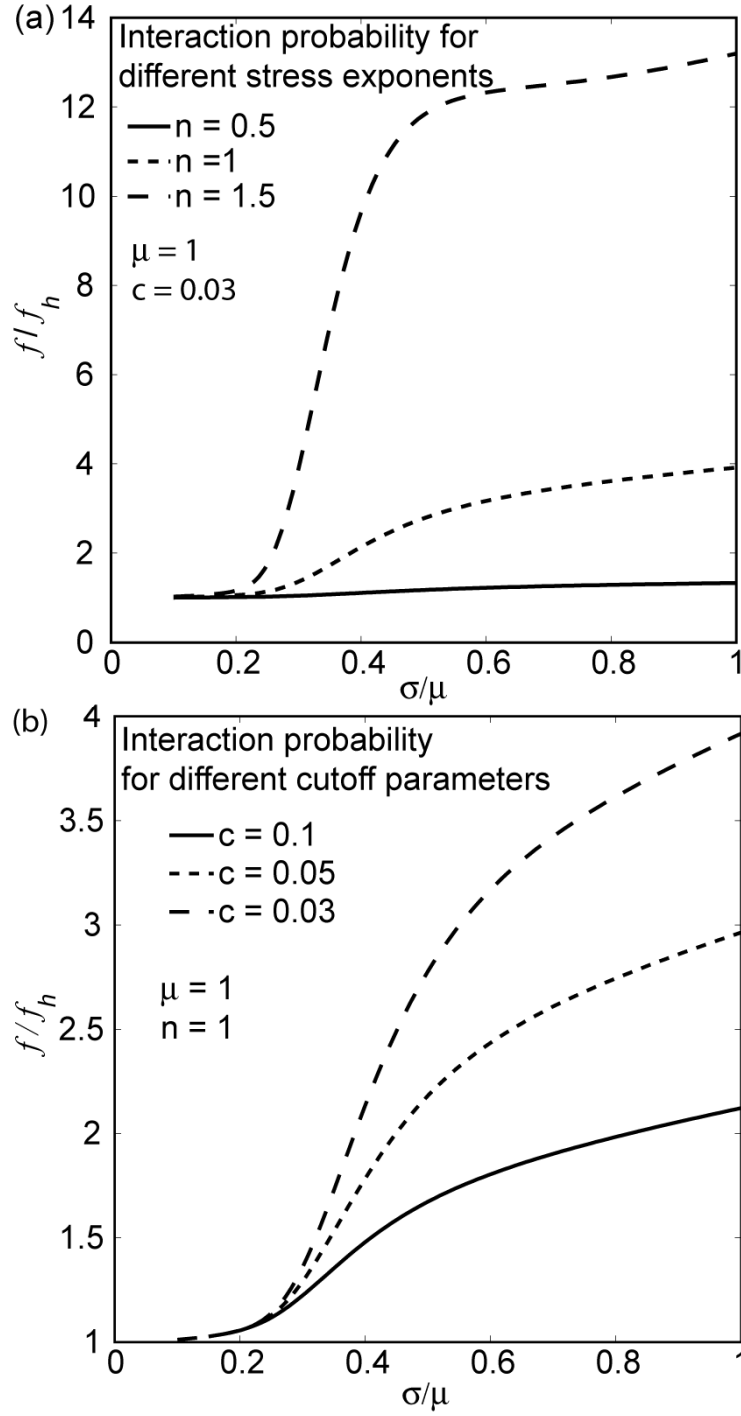 (a)
14
Interaction probability for
different stress exponents
12
n = 0.5
n =1
n = 1.5
10
μ = 1
c = 0.03
8
f / f_h
6
4
2
0
0 0.2 0.4 0.6 0.8 1
σ/μ
(b)
4
Interaction probability
for different cutoff parameters
3.5
c = 0.1
c = 0.05
c = 0.03
3
μ = 1
n = 1
2.5
f / f_h
2
1.5
1
0 0.2 0.4 0.6 0.8 1
σ/μ